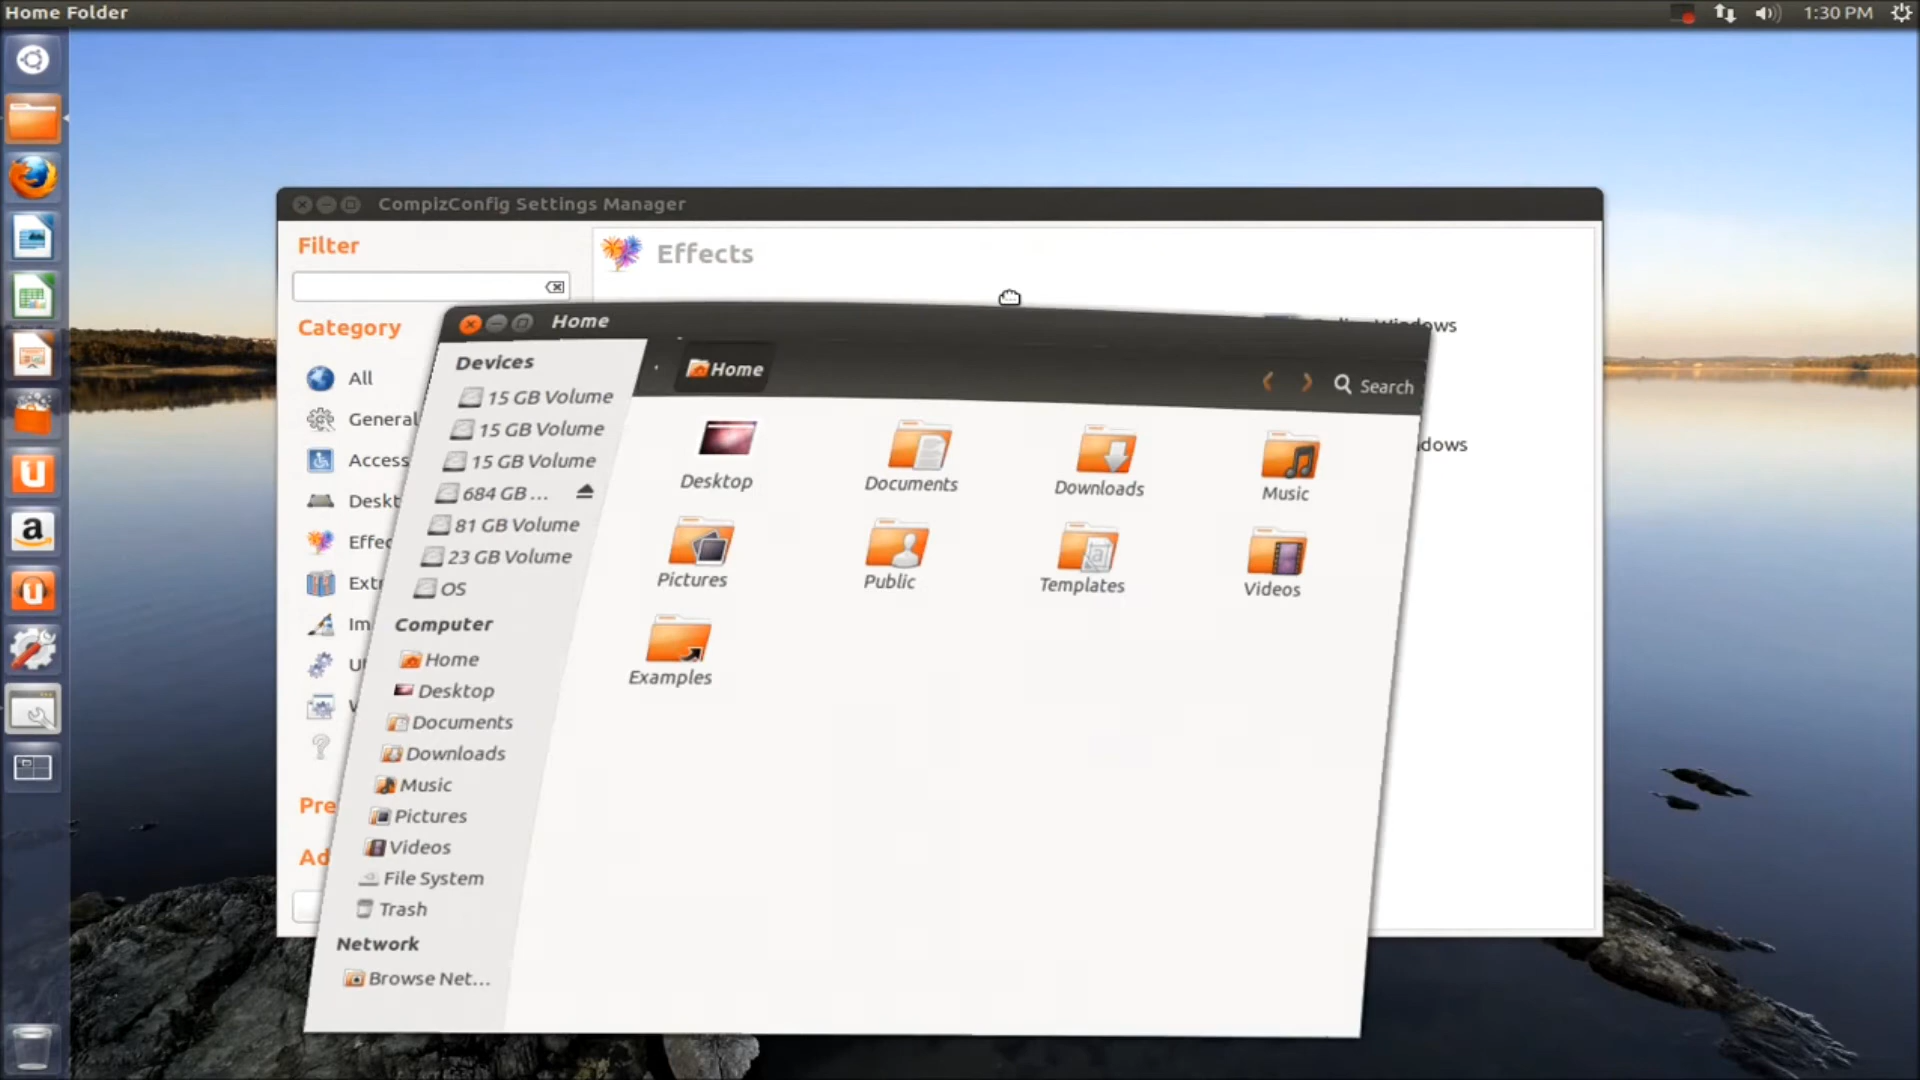 Home Folder
1:30 PM
CompizConfig Settings Manager
Filter
Effects
Category
All
General
Access
Deskt
Effec
Extr
Im
Pre
Ad
ws
dows
Home
Devices
15 GB Volume
15 GB Volume
15 GB Volume
684 GB ...
81 GB Volume
23 GB Volume
OS
Computer
Home
Desktop
Documents
Downloads
Music
Pictures
Videos
File System
Trash
Network
Browse Net...
Home
Search
Desktop
Documents
Downloads
Music
Pictures
Public
Templates
Videos
Examples